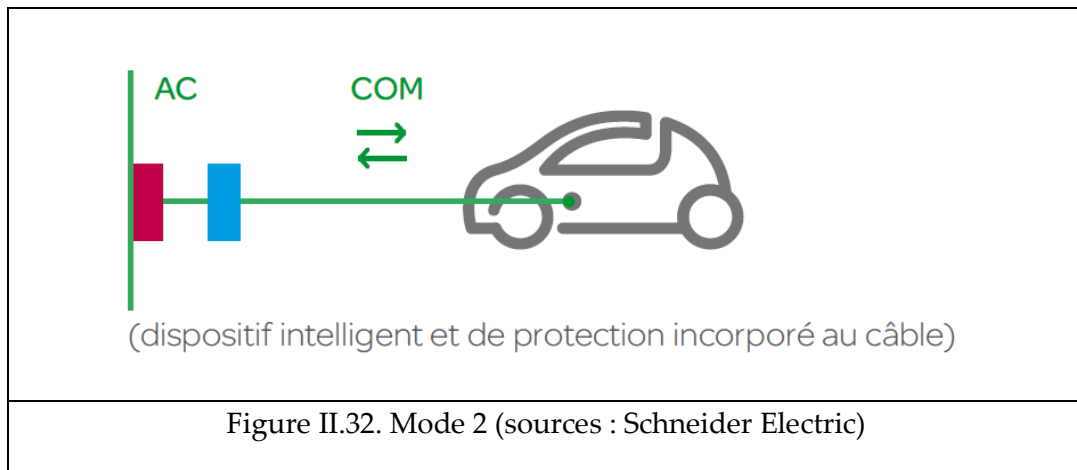 AC COM
(dispositif intelligent et de protection incorporé au câble)
Figure II.32. Mode 2 (sources : Schneider Electric)